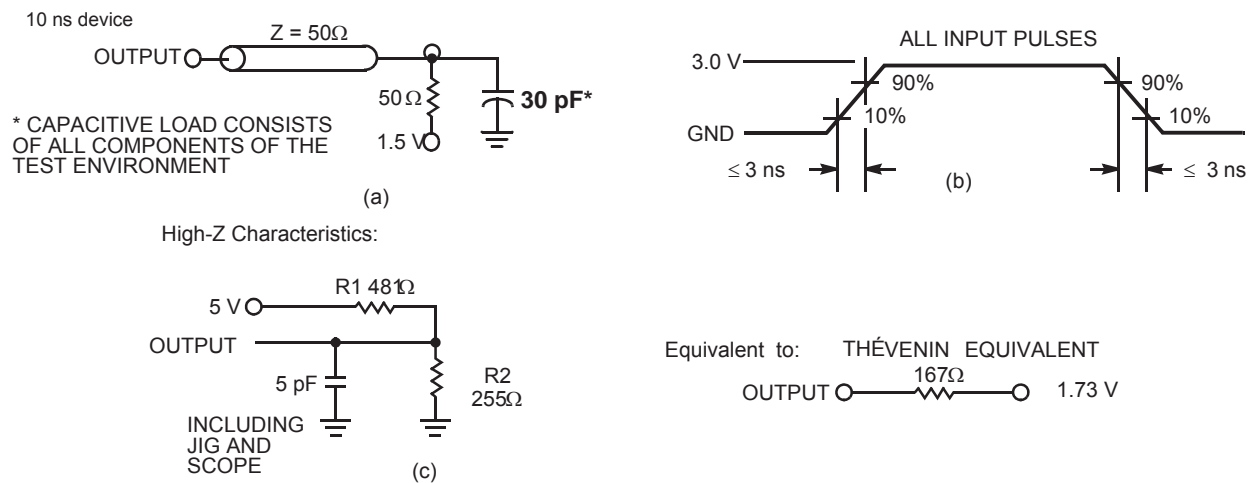 10 ns device
Z = 50Ω
OUTPUT
50Ω
30 pF*
1.5 V
* CAPACITIVE LOAD CONSISTS
OF ALL COMPONENTS OF THE
TEST ENVIRONMENT
(a)
ALL INPUT PULSES
3.0 V
90%
90%
10%
10%
GND
≤ 3 ns
≤ 3 ns
(b)
High-Z Characteristics:
R1 481Ω
5 V
OUTPUT
5 pF
R2
255Ω
INCLUDING
JIG AND
SCOPE
(c)
Equivalent to: THÉVENIN EQUIVALENT
167Ω
OUTPUT
1.73 V